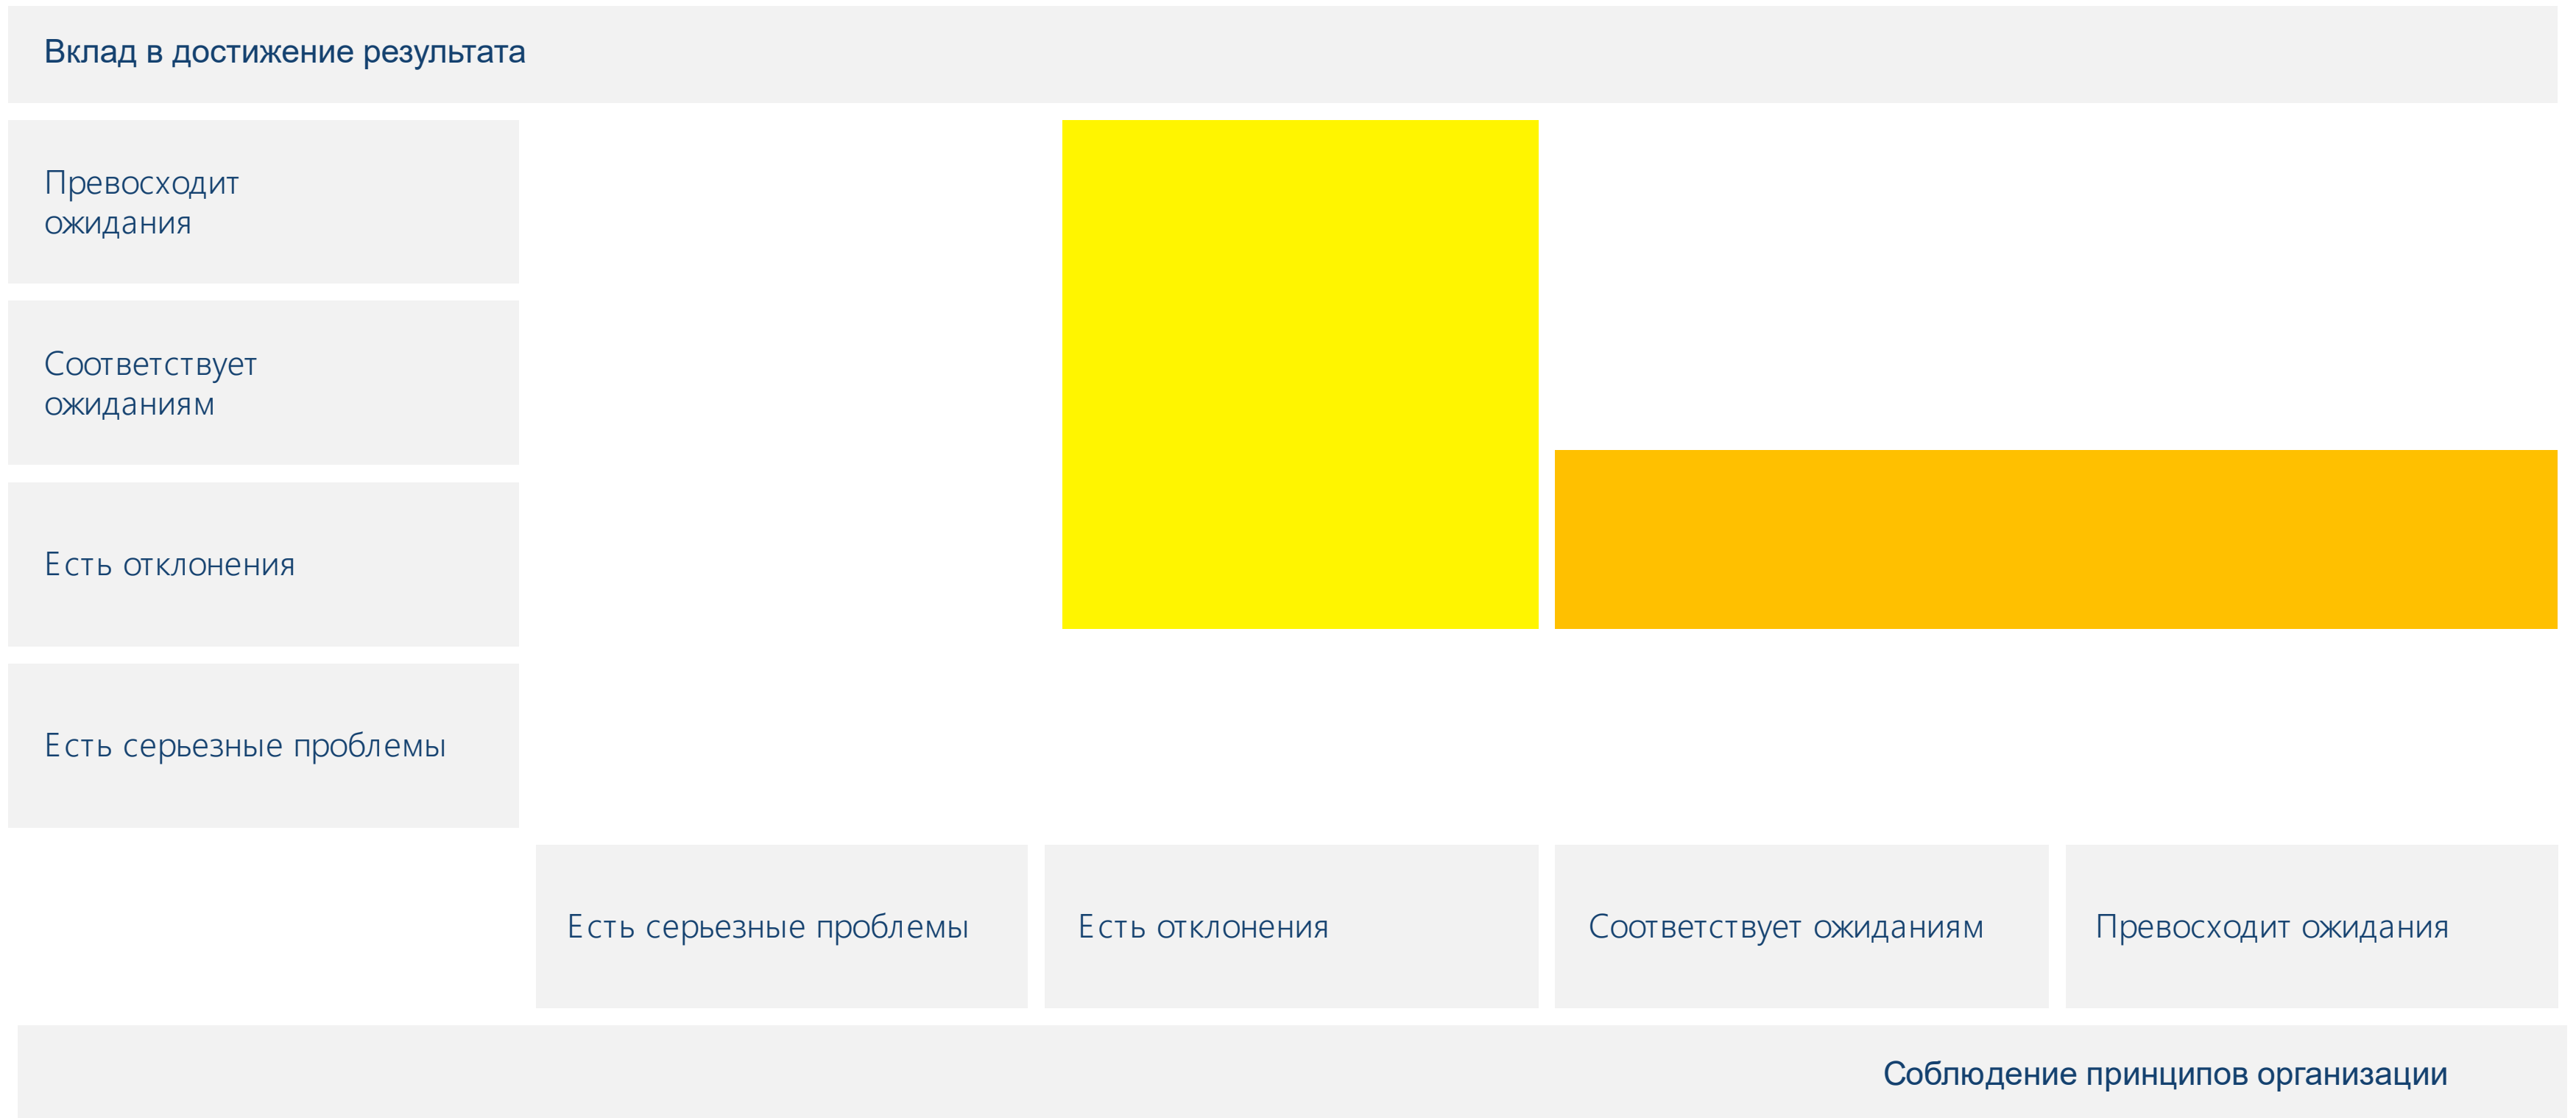 Вклад в достижение результата
Превосходит
ожидания
Соответствует
ожиданиям
Есть отклонения
Есть серьезные проблемы
Есть серьезные проблемы
Есть отклонения
Соответствует ожиданиям
Превосходит ожидания
Соблюдение принципов организации